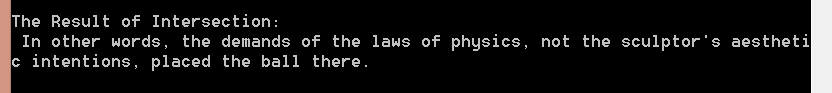 The Result of Intersection:
 In other words, the demands of the laws of physics, not the sculptor's aestheti
c intentions, placed the ball there.